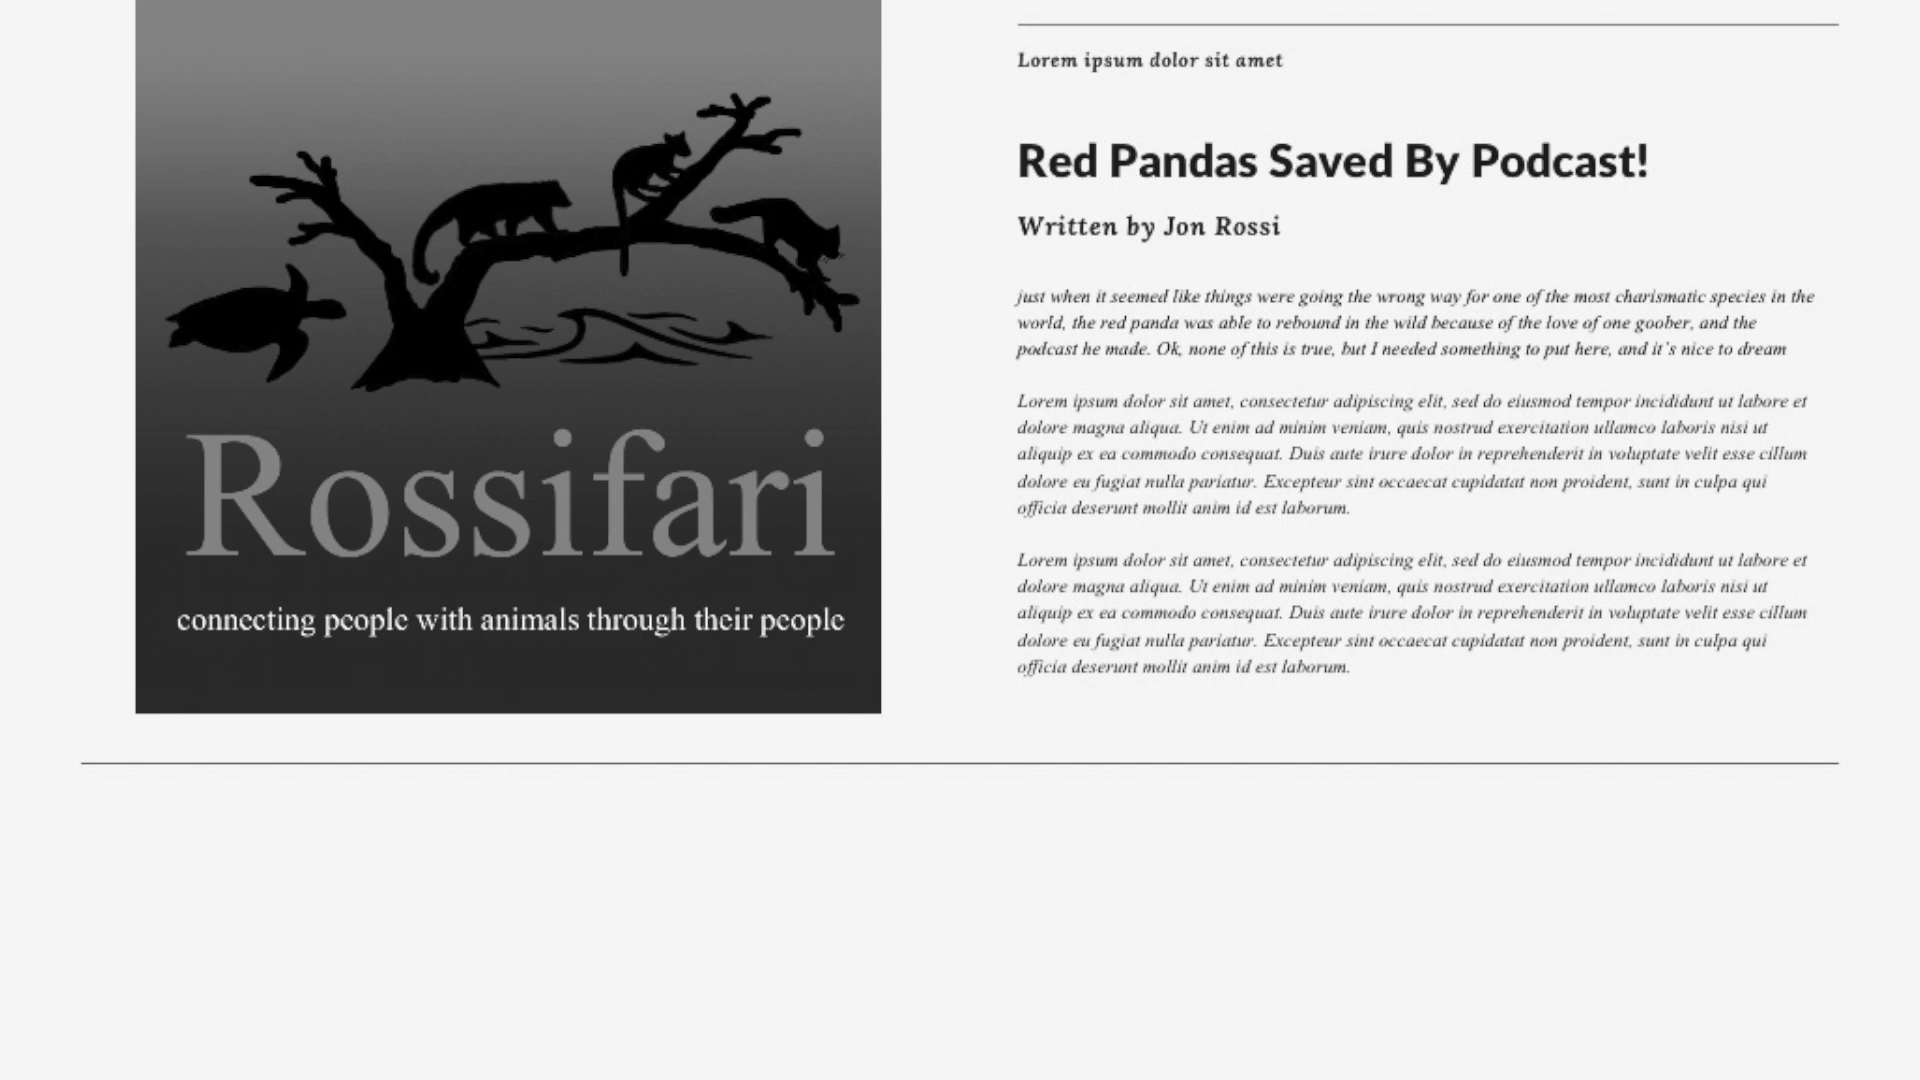 Rossifari
connecting people with animals through their people
Lorem ipsum dolor sit amet
Red Pandas Saved By Podcast!
Written by Jon Rossi
just when it seemed like things were going the wrong way for one of the most charismatic species in the
world, the red panda was able to rebound in the wild because of the love of one goober, and the
podcast he made. Ok, none of this is true, but I needed something to put here, and it's nice to dream
Lorem ipsum dolor sit amet, consectetur adipiscing elit, sed do eiusmod tempor incididunt ut labore et
dolore magna aliqua. Ut enim ad minim veniam, quis nostrud exercitation ullamco laboris nisi ut
aliquip ex ea commodo consequat. Duis aute irure dolor in reprehenderit in voluptate velit esse cillum
dolore eu fugiat nulla pariatur. Excepteur sint occaecat cupidatat non proident, sunt in culpa qui
officia deserunt mollit anim id est laborum.
Lorem ipsum dolor sit amet, consectetur adipiscing elit, sed do eiusmod tempor incididunt ut labore et
dolore magna aliqua. Ut enim ad minim veniam, quis nostrud exercitation ullamco laboris nisi ut
aliquip ex ea commodo consequat. Duis aute irure dolor in reprehenderit in voluptate velit esse cillum
dolore eu fugiat nulla pariatur. Excepteur sint occaecat cupidatat non proident, sunt in culpa qui
officia deserunt mollit anim id est laborum.